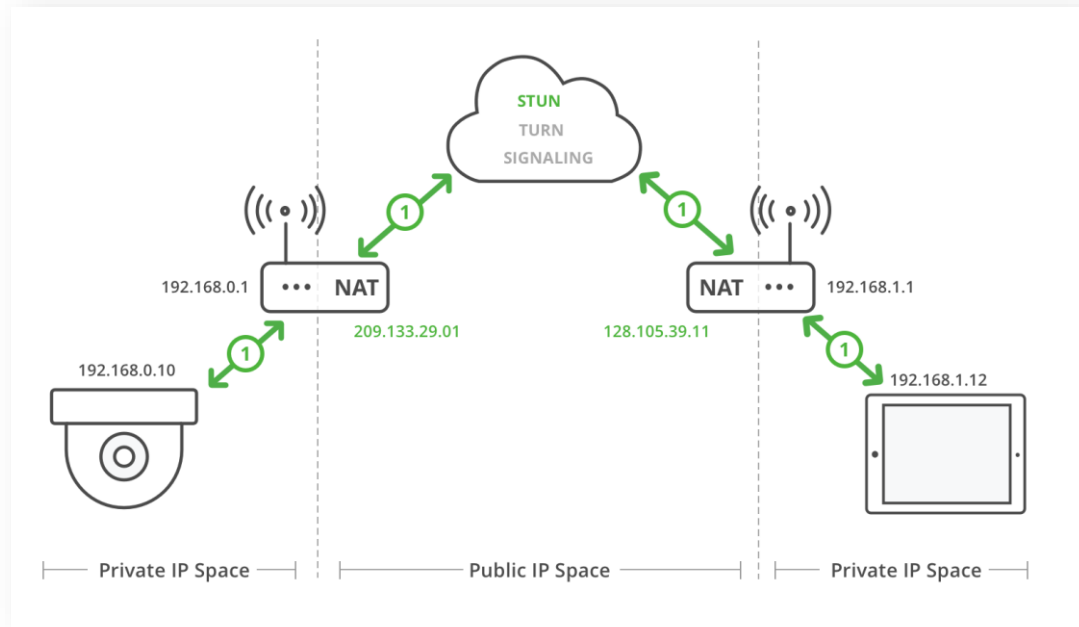 STUN
TURN
SIGNALING
1
1
192.168.0.1
NAT
NAT
192.168.1.1
209.133.29.01
128.105.39.11
1
1
192.168.0.10
192.168.1.12
Private IP Space
Public IP Space
Private IP Space